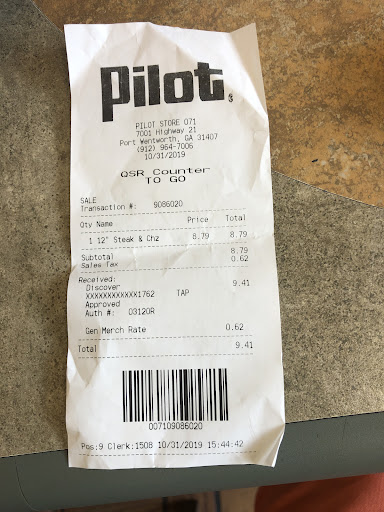 Pilot®
PILOT STORE 071
7001 Highway 21
Port Wentworth, GA 31407
(912) 964-7006
10/31/2019
QSR Counter
TO GO
SALE
Transaction #: 9086020
Qty Name Price Total
1 12" Steak & Chz 8.79 8.79
Subtotal 8.79
Sales Tax 0.62
Received: 9.41
Discover
XXXXXXXXXXXX1762 TAP
Approved
Auth #: 03120R
Gen Merch Rate 0.62
Total 9.41
007109086020
Pos:9 Clerk:1508 10/31/2019 15:44:42